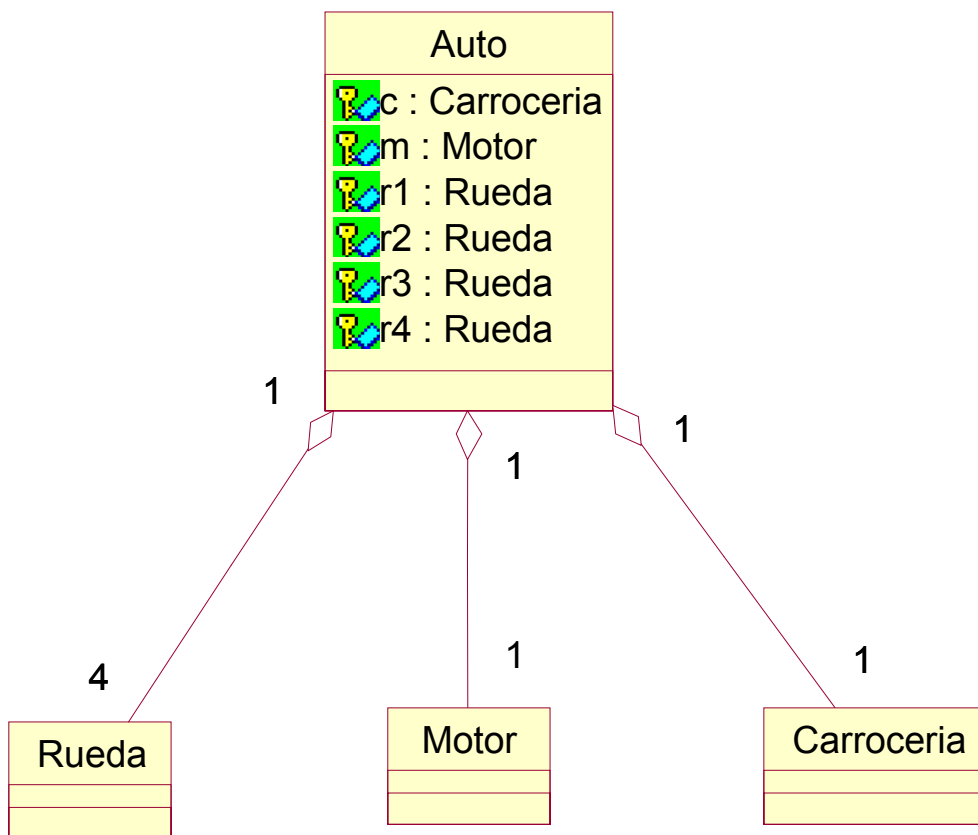 Auto
c : Carroceria
m : Motor
r1 : Rueda
r2 : Rueda
r3 : Rueda
r4 : Rueda
1
1
1
4
1
1
Rueda
Motor
Carroceria